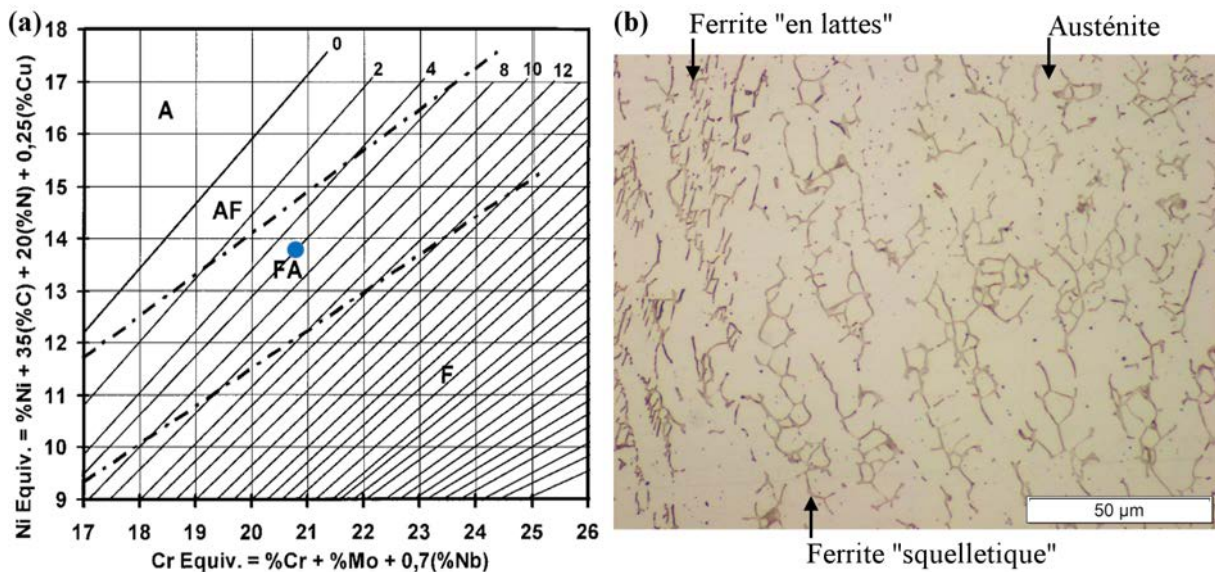 (a)
18
17
16
15
14
13
12
11
10
9
Ni Equiv. = %Ni + 35(%C) + 20(%N) + 0,25(%Cu)
0
2
4
8
10
12
A
AF
FA
F
17 18 19 20 21 22 23 24 25 26
Cr Equiv. = %Cr + %Mo + 0,7(%Nb)
(b)
Ferrite "en lattes"
Austénite
50 µm
Ferrite "squelletique"